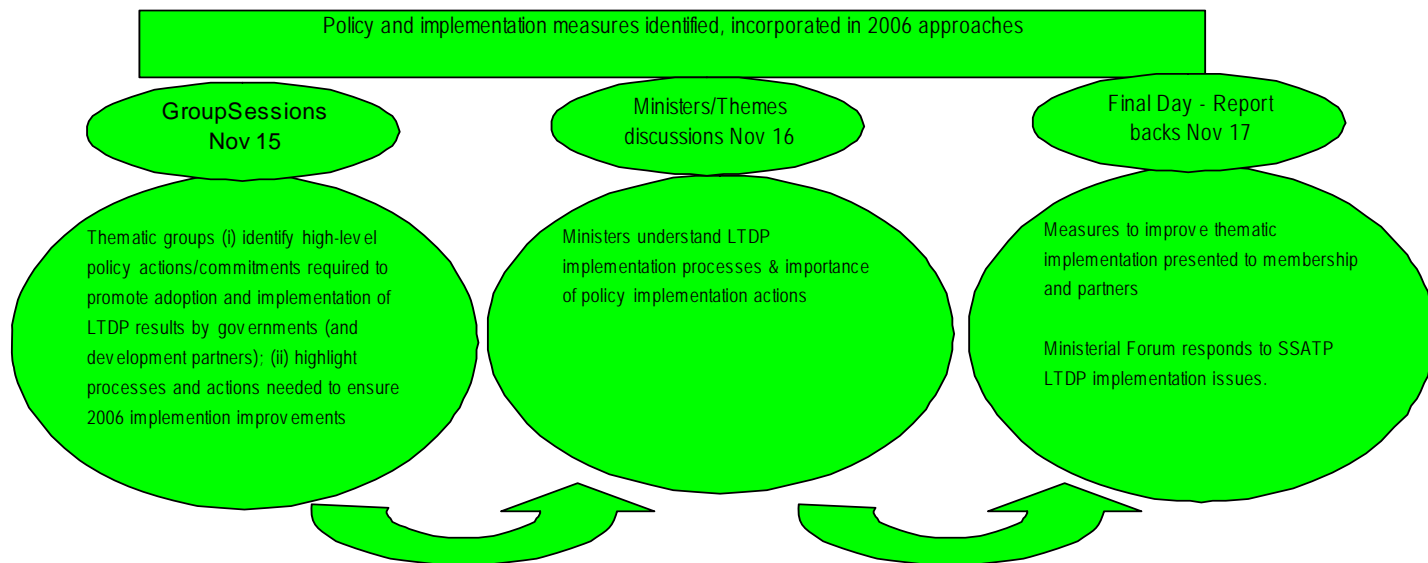 Policy and implementation measures identified, incorporated in 2006 approaches
GroupSessions
Nov 15
Ministers/Themes
discussions Nov 16
Final Day - Report
backs Nov 17
Thematic groups (i) identify high-level
policy actions/commitments required to
promote adoption and implementation of
LTDP results by governments (and
development partners); (ii) highlight
processes and actions needed to ensure
2006 implemention improvements
Ministers understand LTDP
implementation processes & importance
of policy implementation actions
Measures to improve thematic
implementation presented to membership
and partners
Ministerial Forum responds to SSATP
LTDP implementation issues.